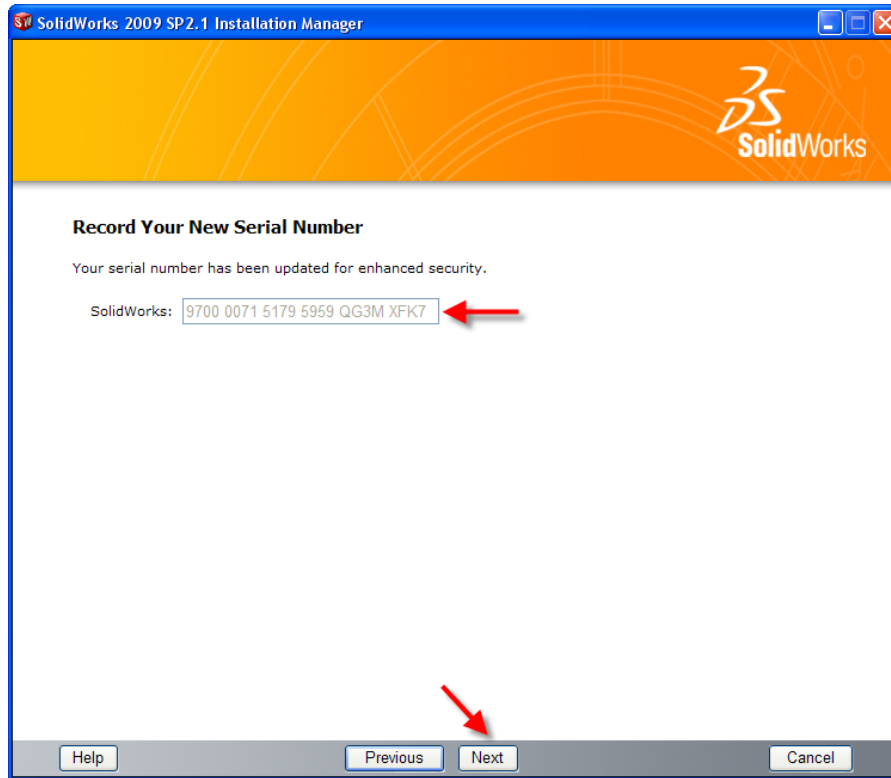 SolidWorks 2009 SP2.1 Installation Manager
SolidWorks
Record Your New Serial Number
Your serial number has been updated for enhanced security.
SolidWorks: 9700 0071 5179 5959 QG3M XFK7
Help Previous Next Cancel